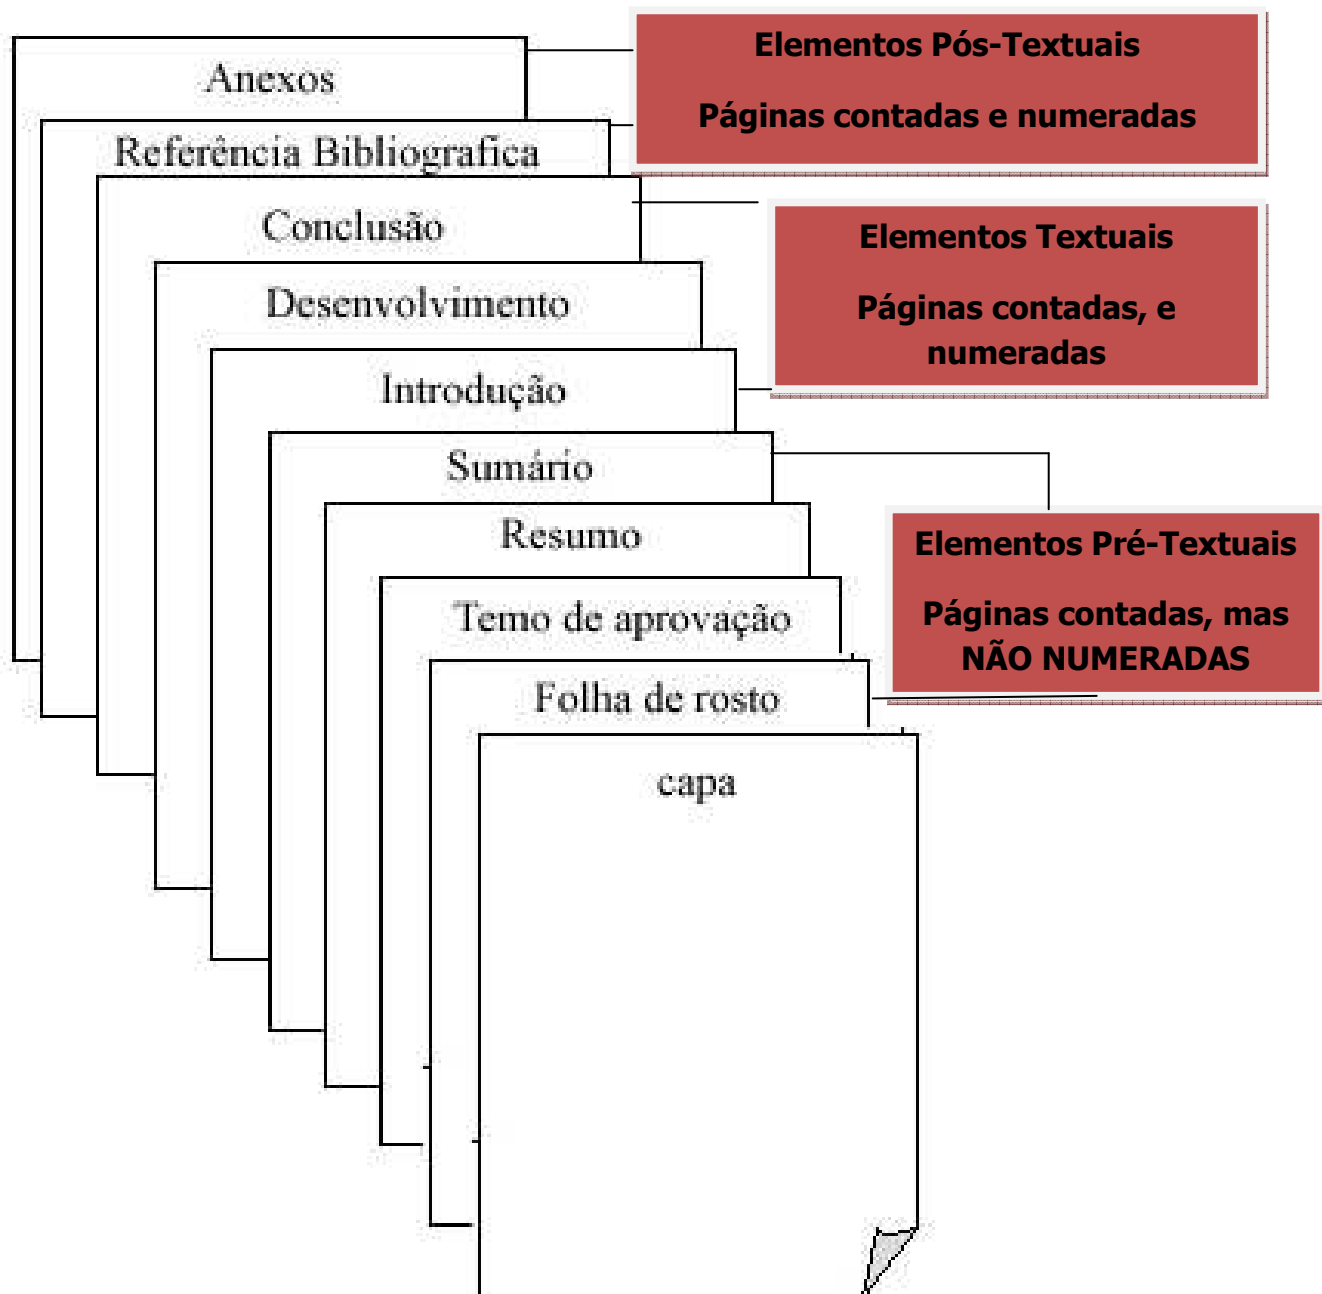 Elementos Pós-Textuais
Páginas contadas e numeradas
Anexos
Referência Bibliografica
Conclusão
Elementos Textuais
Páginas contadas, e
numeradas
Desenvolvimento
Introdução
Sumário
Resumo
Elementos Pré-Textuais
Páginas contadas, mas
NÃO NUMERADAS
Temo de aprovação
Folha de rosto
capa